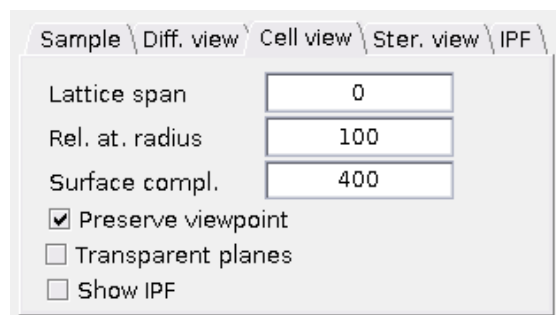 Sample Diff. view Cell view Ster. view IPF
Lattice span 0
Rel. at. radius 100
Surface compl. 400
Preserve viewpoint
Transparent planes
Show IPF